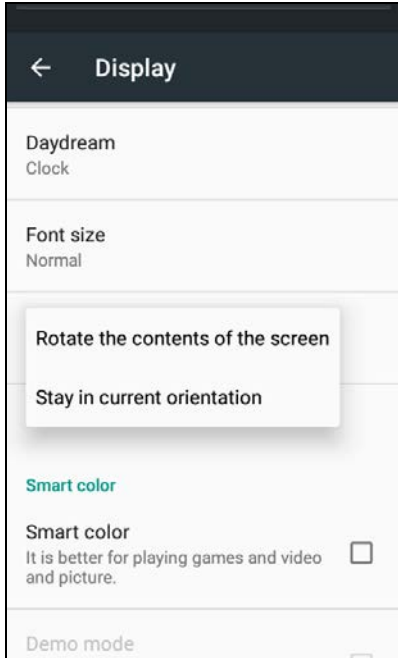 Display
Daydream
Clock
Font size
Normal
Rotate the contents of the screen
Stay in current orientation
Smart color
Smart color
It is better for playing games and video
and picture.
Demo mode